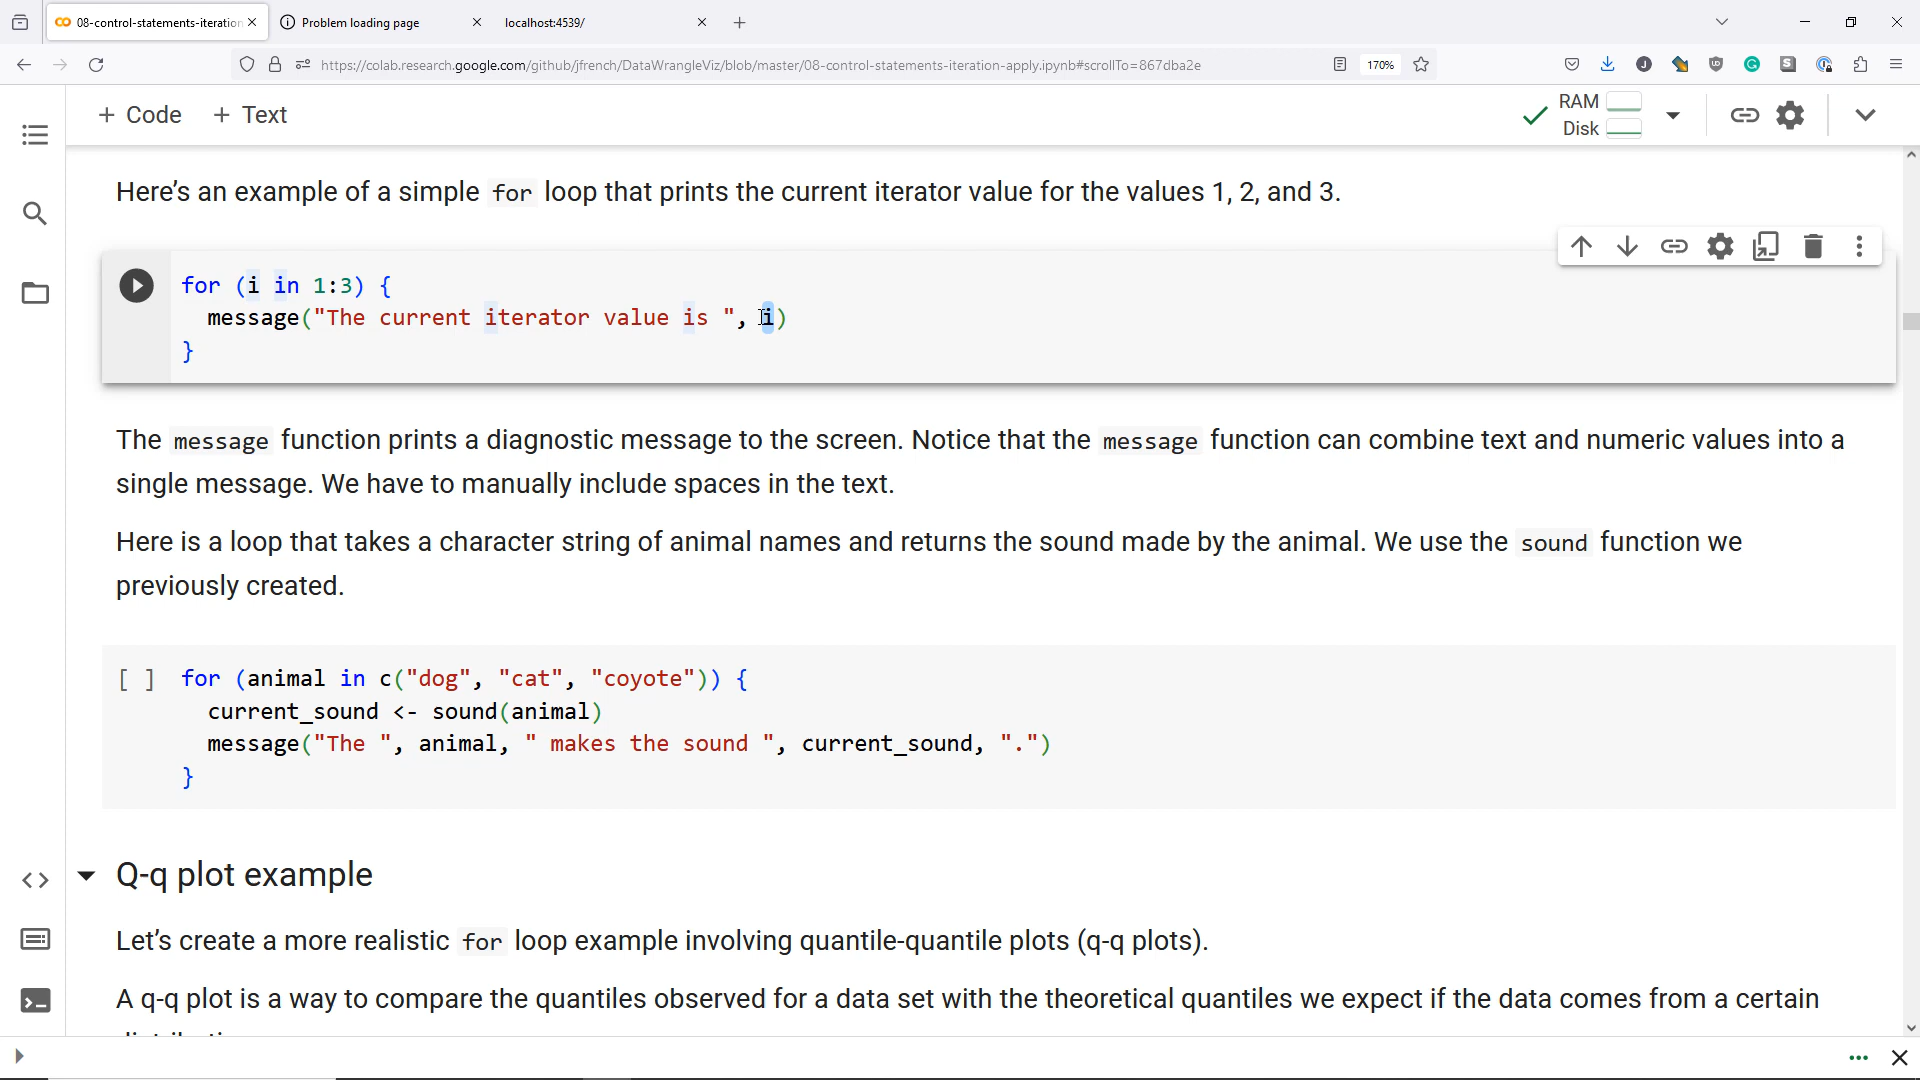 08-control-statements-iteration
Problem loading page
localhost:4539/
https://colab.research.google.com/github/jfrench/DataWrangleViz/blob/master/08-control-statements-iteration-apply.ipynb#scrollTo=867dba2e
170%
+ Code + Text
RAM
Disk
Here’s an example of a simple for loop that prints the current iterator value for the values 1, 2, and 3.
for (i in 1:3) {
message("The current iterator value is ", i)
}
The message function prints a diagnostic message to the screen. Notice that the message function can combine text and numeric values into a
single message. We have to manually include spaces in the text.
Here is a loop that takes a character string of animal names and returns the sound made by the animal. We use the sound function we
previously created.
[ ] for (animal in c("dog", "cat", "coyote")) {
current_sound <- sound(animal)
message("The ", animal, " makes the sound ", current_sound, ".")
}
Q-q plot example
Let’s create a more realistic for loop example involving quantile-quantile plots (q-q plots).
A q-q plot is a way to compare the quantiles observed for a data set with the theoretical quantiles we expect if the data comes from a certain